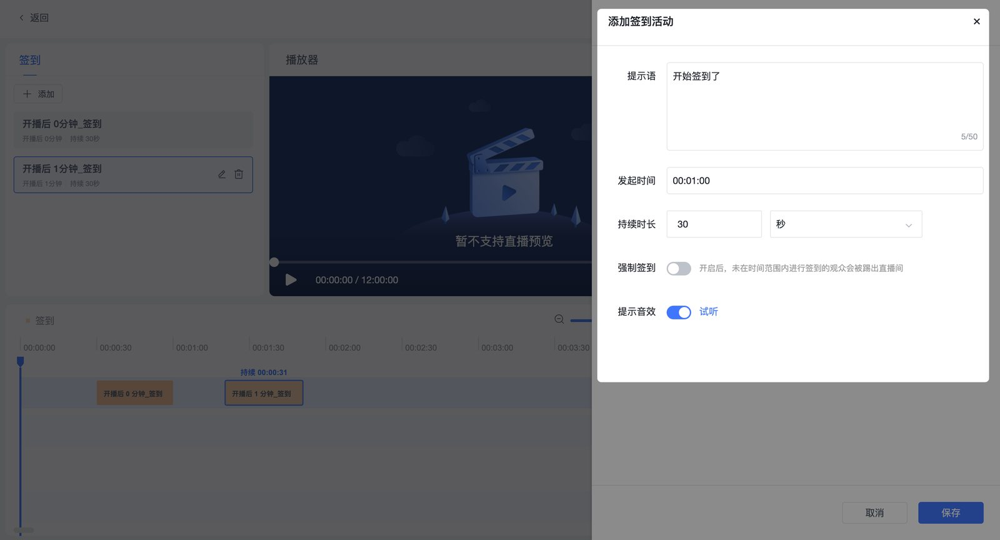 返回
签到
添加
开播后 0分钟_签到
开播后 0分钟 持续 30秒
开播后 1分钟_签到
开播后 1分钟 持续 30秒
播放器
暂不支持直播预览
00:00:00 / 12:00:00
签到
00:00:00 00:00:30 00:01:00 00:01:30 00:02:00 00:02:30 00:03:00 00:03:30
持续 00:00:31
开播后 0 分钟_签到 开播后 1 分钟_签到
添加签到活动
提示语 开始签到了
5/50
发起时间 00:01:00
持续时长 30 秒
强制签到 开启后，未在时间范围内进行签到的观众会被踢出直播间
提示音效 试听
取消 保存